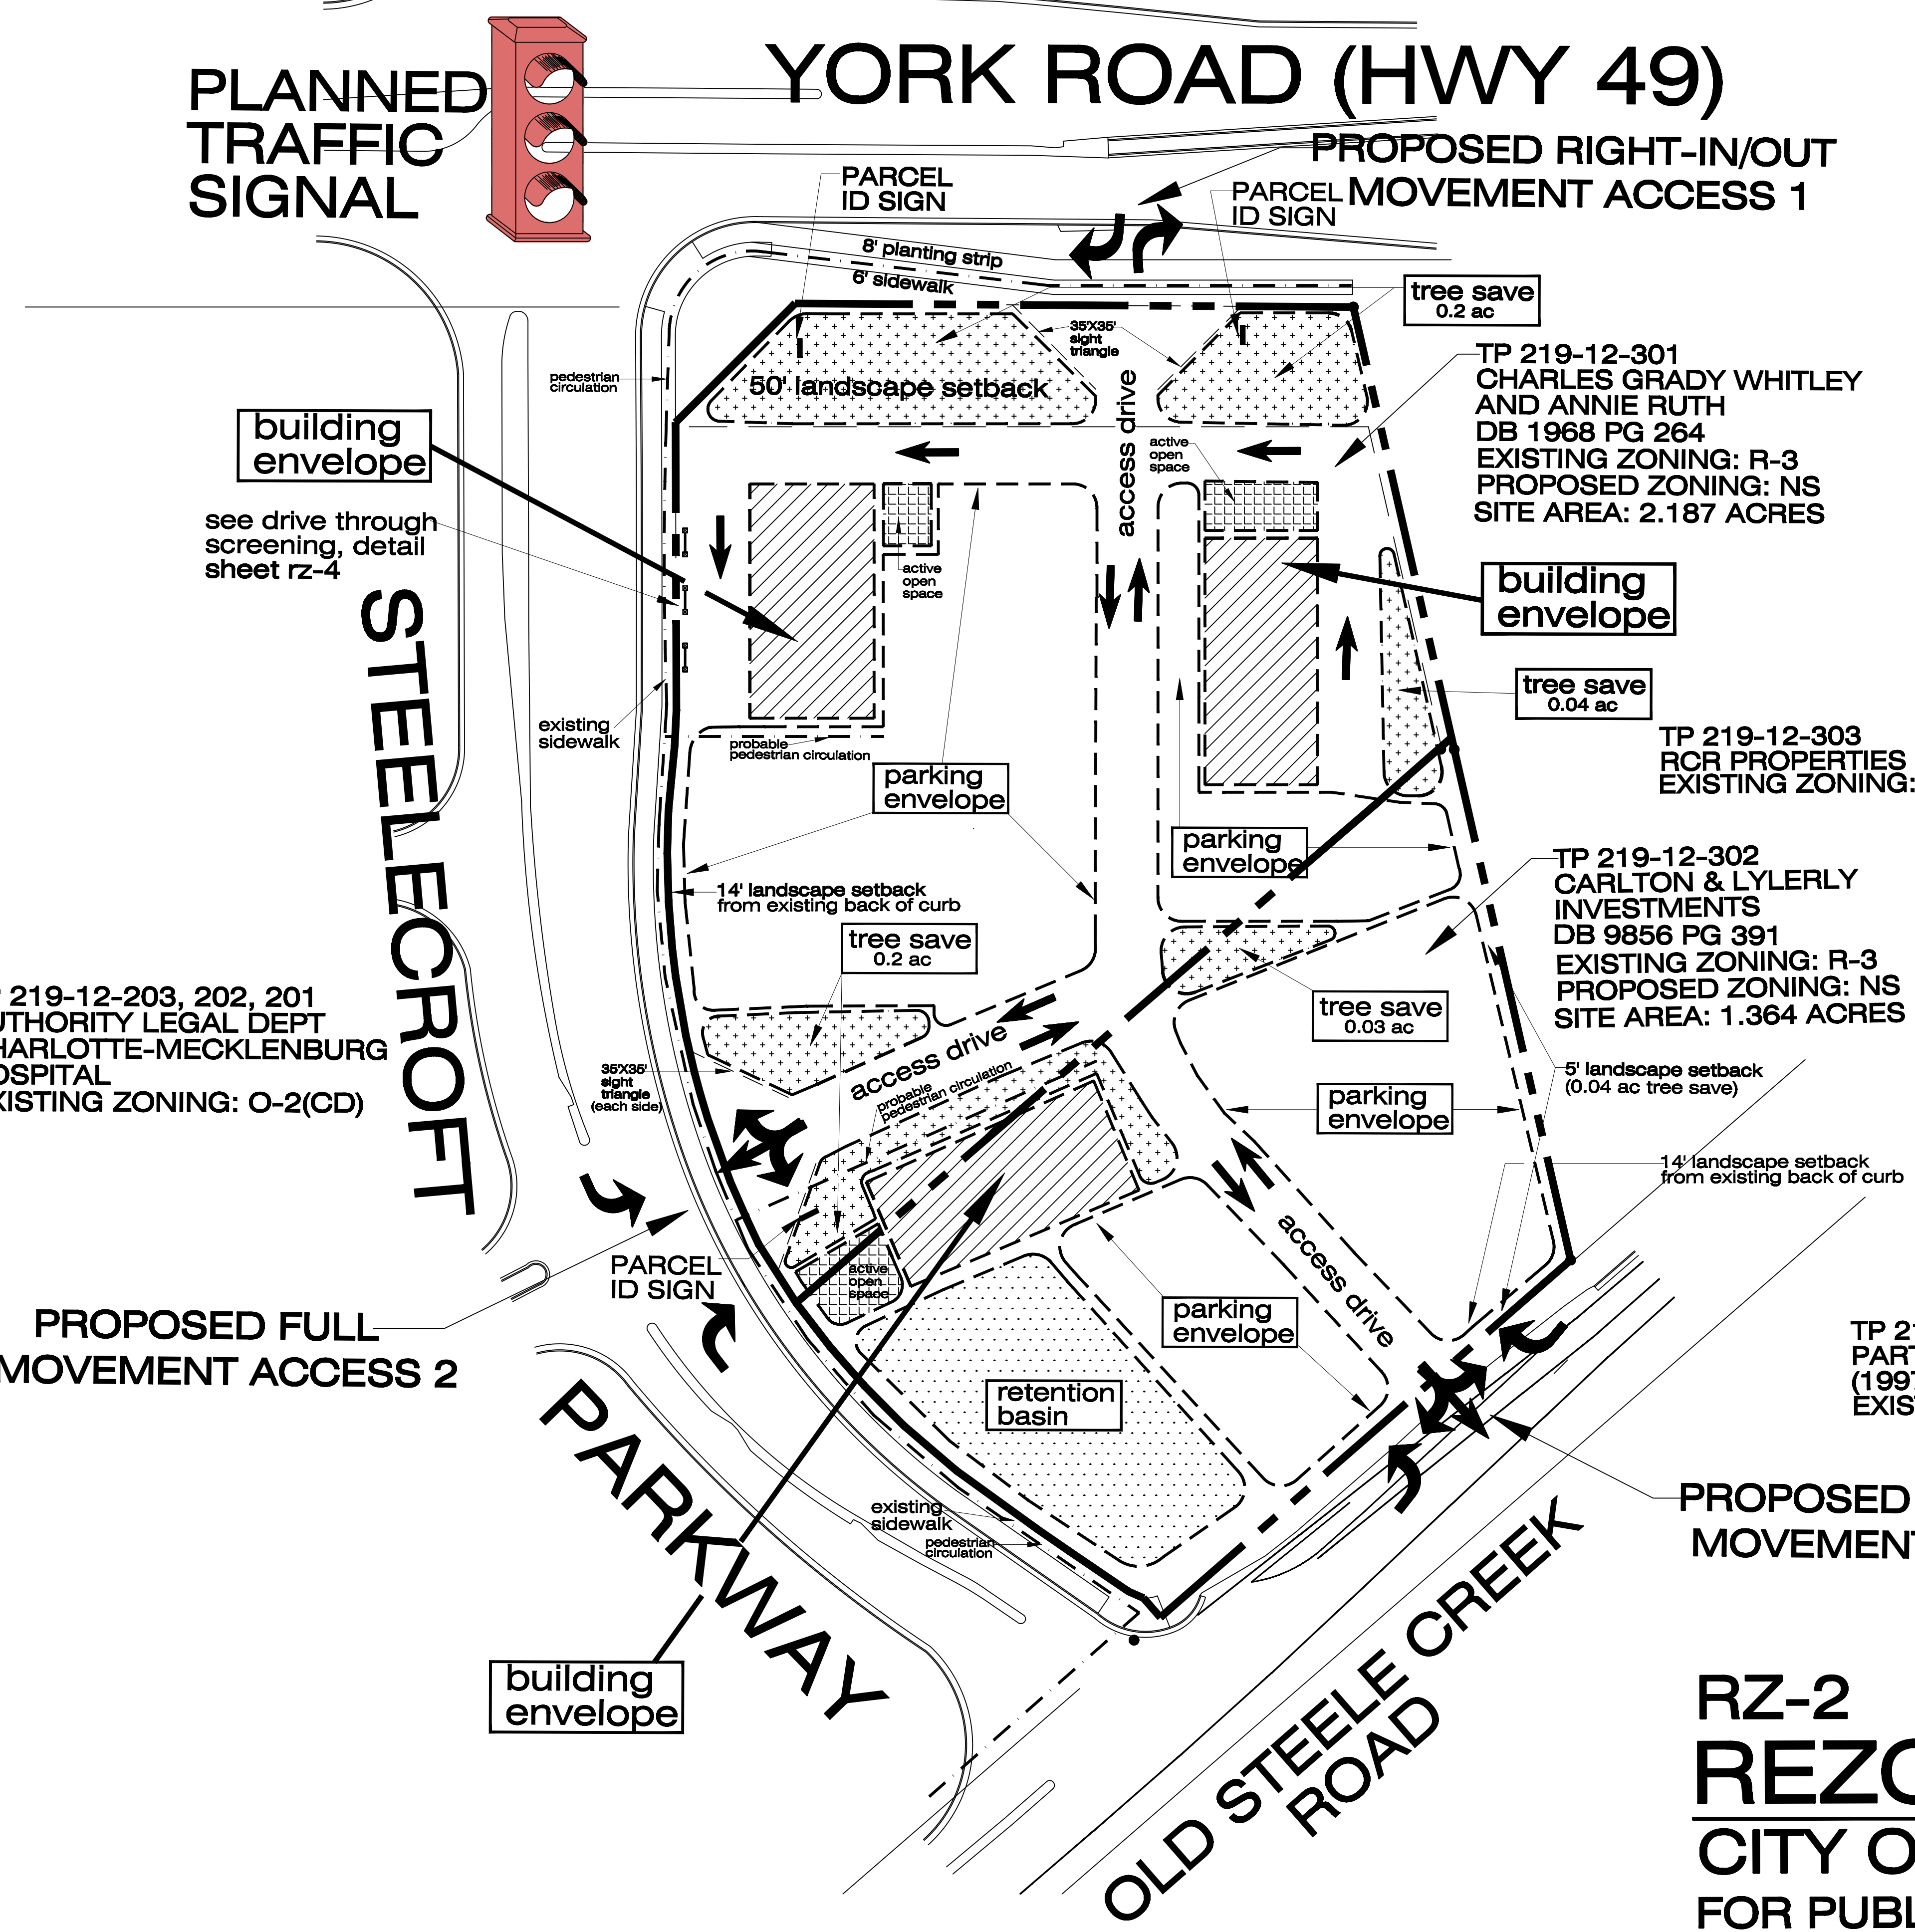 YORK ROAD (HWY 49)
PLANNED
TRAFFIC
SIGNAL
PROPOSED RIGHT-IN/OUT
MOVEMENT ACCESS 1
PARCEL
ID SIGN
PARCEL
ID SIGN
8' planting strip
6' sidewalk
tree save
0.2 ac
35'X35'
sight
triangle
TP 219-12-301
CHARLES GRADY WHITLEY
AND ANNIE RUTH
DB 1968 PG 264
EXISTING ZONING: R-3
PROPOSED ZONING: NS
SITE AREA: 2.187 ACRES
pedestrian
circulation
50' landscape setback
access drive
building
envelope
active
open
space
see drive through
screening, detail
sheet rz-4
active
open
space
building
envelope
STEELECROFT
tree save
0.04 ac
existing
sidewalk
probable
pedestrian circulation
TP 219-12-303
RCR PROPERTIES
EXISTING ZONING:
parking
envelope
parking
envelope
TP 219-12-302
CARLTON & LYLERLY
INVESTMENTS
DB 9856 PG 391
EXISTING ZONING: R-3
PROPOSED ZONING: NS
SITE AREA: 1.364 ACRES
14' landscape setback
from existing back of curb
tree save
0.2 ac
219-12-203, 202, 201
UTHORITY LEGAL DEPT
HARLOTTE-MECKLENBURG
OSPITAL
XISTING ZONING: O-2(CD)
tree save
0.03 ac
access drive
probable
pedestrian circulation
35'X35'
sight
triangle
(each side)
5' landscape setback
(0.04 ac tree save)
parking
envelope
14' landscape setback
from existing back of curb
access drive
PARCEL
ID SIGN
active
open
space
PROPOSED FULL
MOVEMENT ACCESS 2
parking
envelope
TP 21
PART
(1997
EXIS
retention
basin
PARKWAY
PROPOSED
MOVEMENT
existing
sidewalk
pedestrian
circulation
building
envelope
OLD STEELE CREEK
ROAD
RZ-2
REZO
CITY O
FOR PUBL